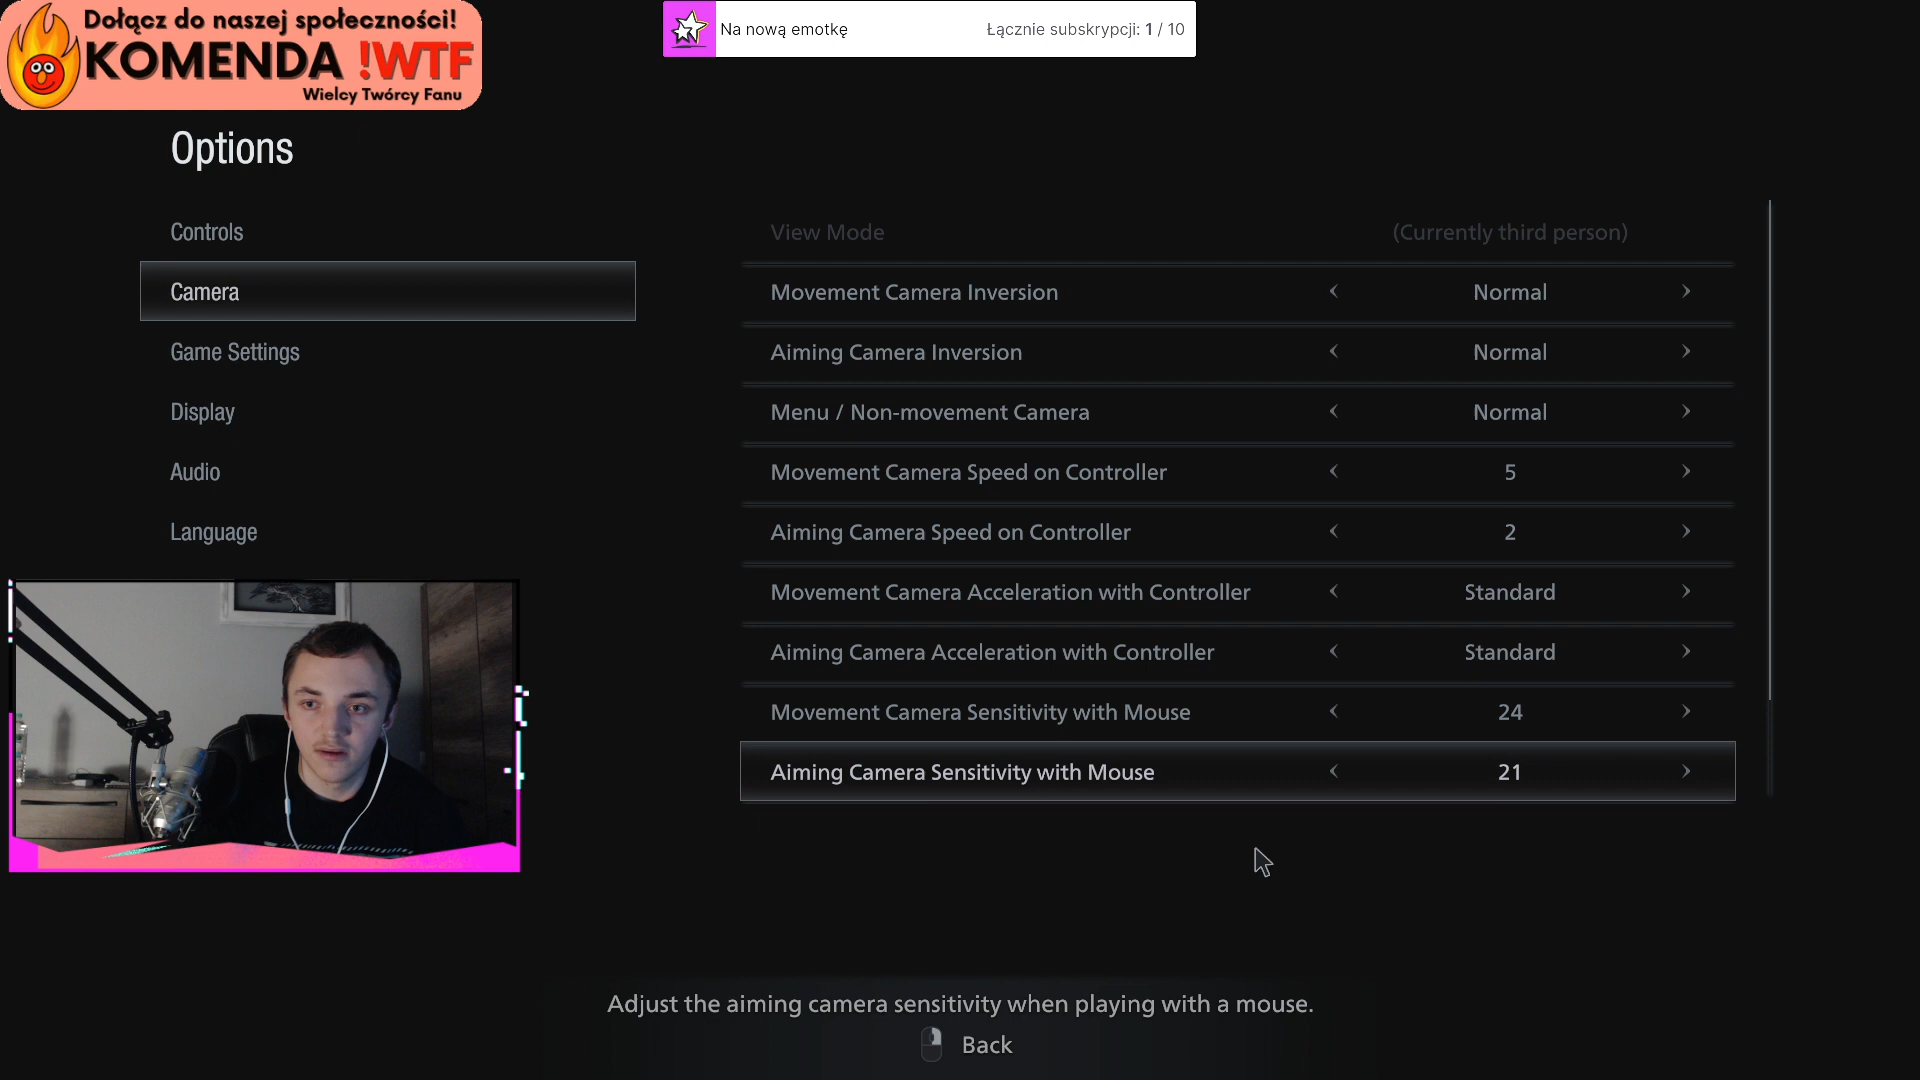 Dołącz do naszej społeczności!
KOMENDA !WTF
Wielcy Twórcy Fanu
Na nową emotkę
Łącznie subskrypcji: 1 / 10
Options
Controls
Camera
Game Settings
Display
Audio
Language
View Mode (Currently third person)
Movement Camera Inversion Normal
Aiming Camera Inversion Normal
Menu / Non-movement Camera Normal
Movement Camera Speed on Controller 5
Aiming Camera Speed on Controller 2
Movement Camera Acceleration with Controller Standard
Aiming Camera Acceleration with Controller Standard
Movement Camera Sensitivity with Mouse 24
Aiming Camera Sensitivity with Mouse 21
Adjust the aiming camera sensitivity when playing with a mouse.
Back